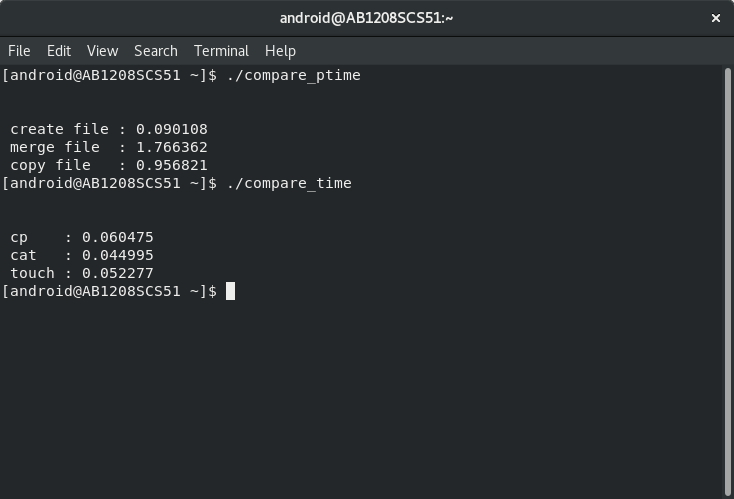 android@AB1208SCS51:~
File Edit View Search Terminal Help
[android@AB1208SCS51 ~]$ ./compare_ptime
create file : 0.090108
merge file  : 1.766362
copy file   : 0.956821
[android@AB1208SCS51 ~]$ ./compare_time
cp    : 0.060475
cat   : 0.044995
touch : 0.052277
[android@AB1208SCS51 ~]$